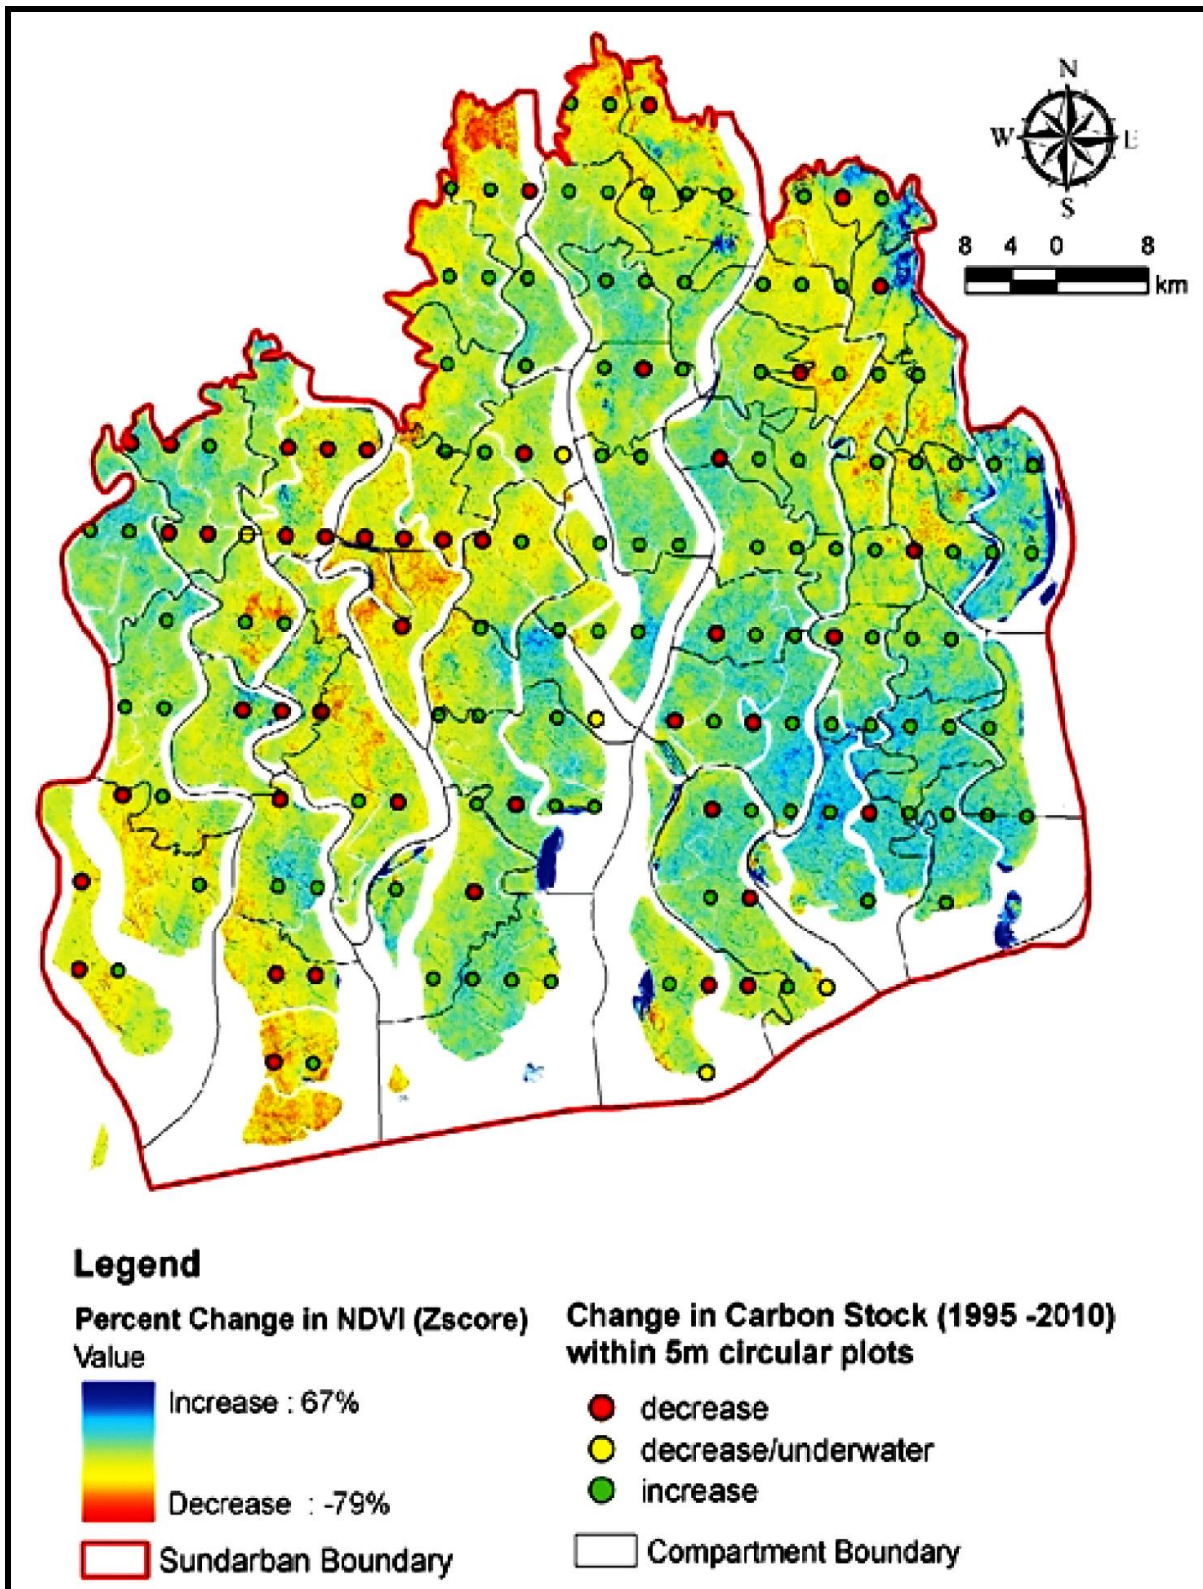 N
W E
S
8 4 0 8
km
Legend
Percent Change in NDVI (Zscore)
Value
Increase : 67%
Decrease : -79%
Sundarban Boundary
Change in Carbon Stock (1995 -2010)
within 5m circular plots
decrease
decrease/underwater
increase
Compartment Boundary